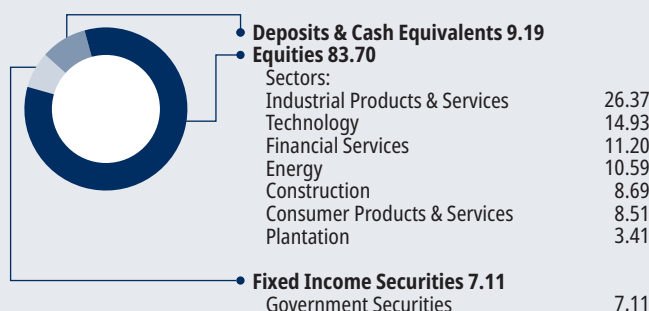 Deposits & Cash Equivalents 9.19
Equities 83.70
Sectors:
Industrial Products & Services 26.37
Technology 14.93
Financial Services 11.20
Energy 10.59
Construction 8.69
Consumer Products & Services 8.51
Plantation 3.41
Fixed Income Securities 7.11
Government Securities 7.11